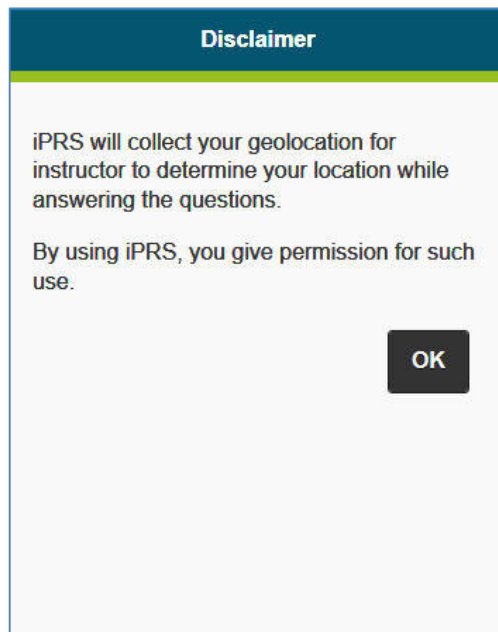 Disclaimer
iPRS will collect your geolocation for
instructor to determine your location while
answering the questions.
By using iPRS, you give permission for such
use.
OK